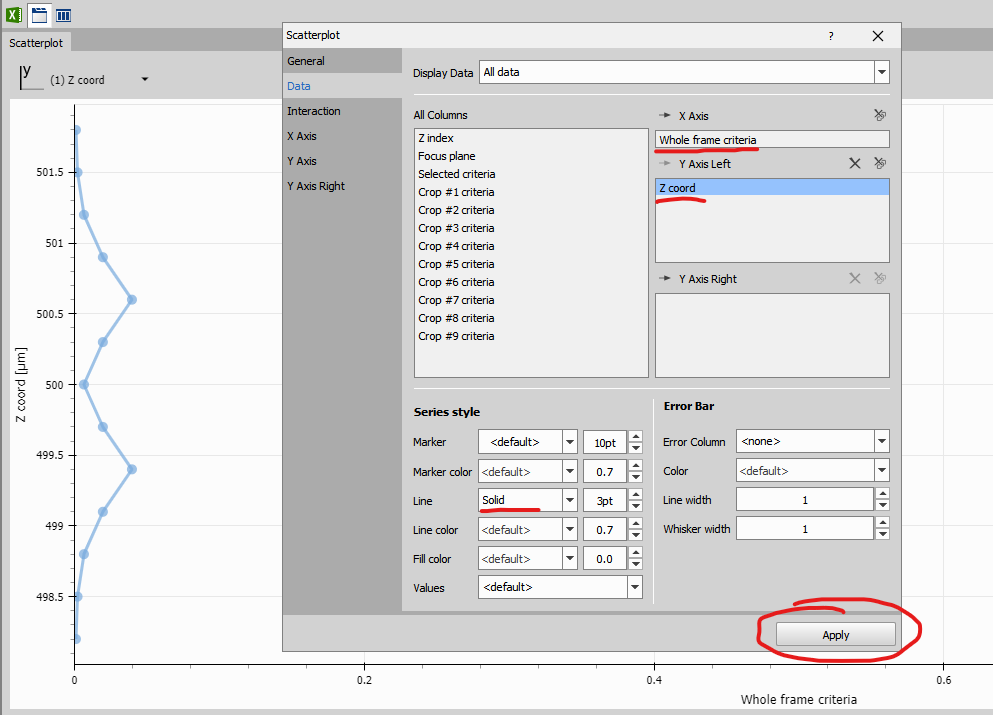 Scatterplot
y
(1) Z coord
Z coord [µm]
501.5
501
500.5
500
499.5
499
498.5
0
0.2
0.4
0.6
Whole frame criteria
Scatterplot
?
General
Data
Interaction
X Axis
Y Axis
Y Axis Right
Display Data All data
All Columns
Z index
Focus plane
Selected criteria
Crop #1 criteria
Crop #2 criteria
Crop #3 criteria
Crop #4 criteria
Crop #5 criteria
Crop #6 criteria
Crop #7 criteria
Crop #8 criteria
Crop #9 criteria
X Axis
Whole frame criteria
Y Axis Left
Z coord
Y Axis Right
Series style
Marker <default> 10pt
Marker color <default> 0.7
Line Solid 3pt
Line color <default> 0.7
Fill color <default> 0.0
Values <default>
Error Bar
Error Column <none>
Color <default>
Line width 1
Whisker width 1
Apply